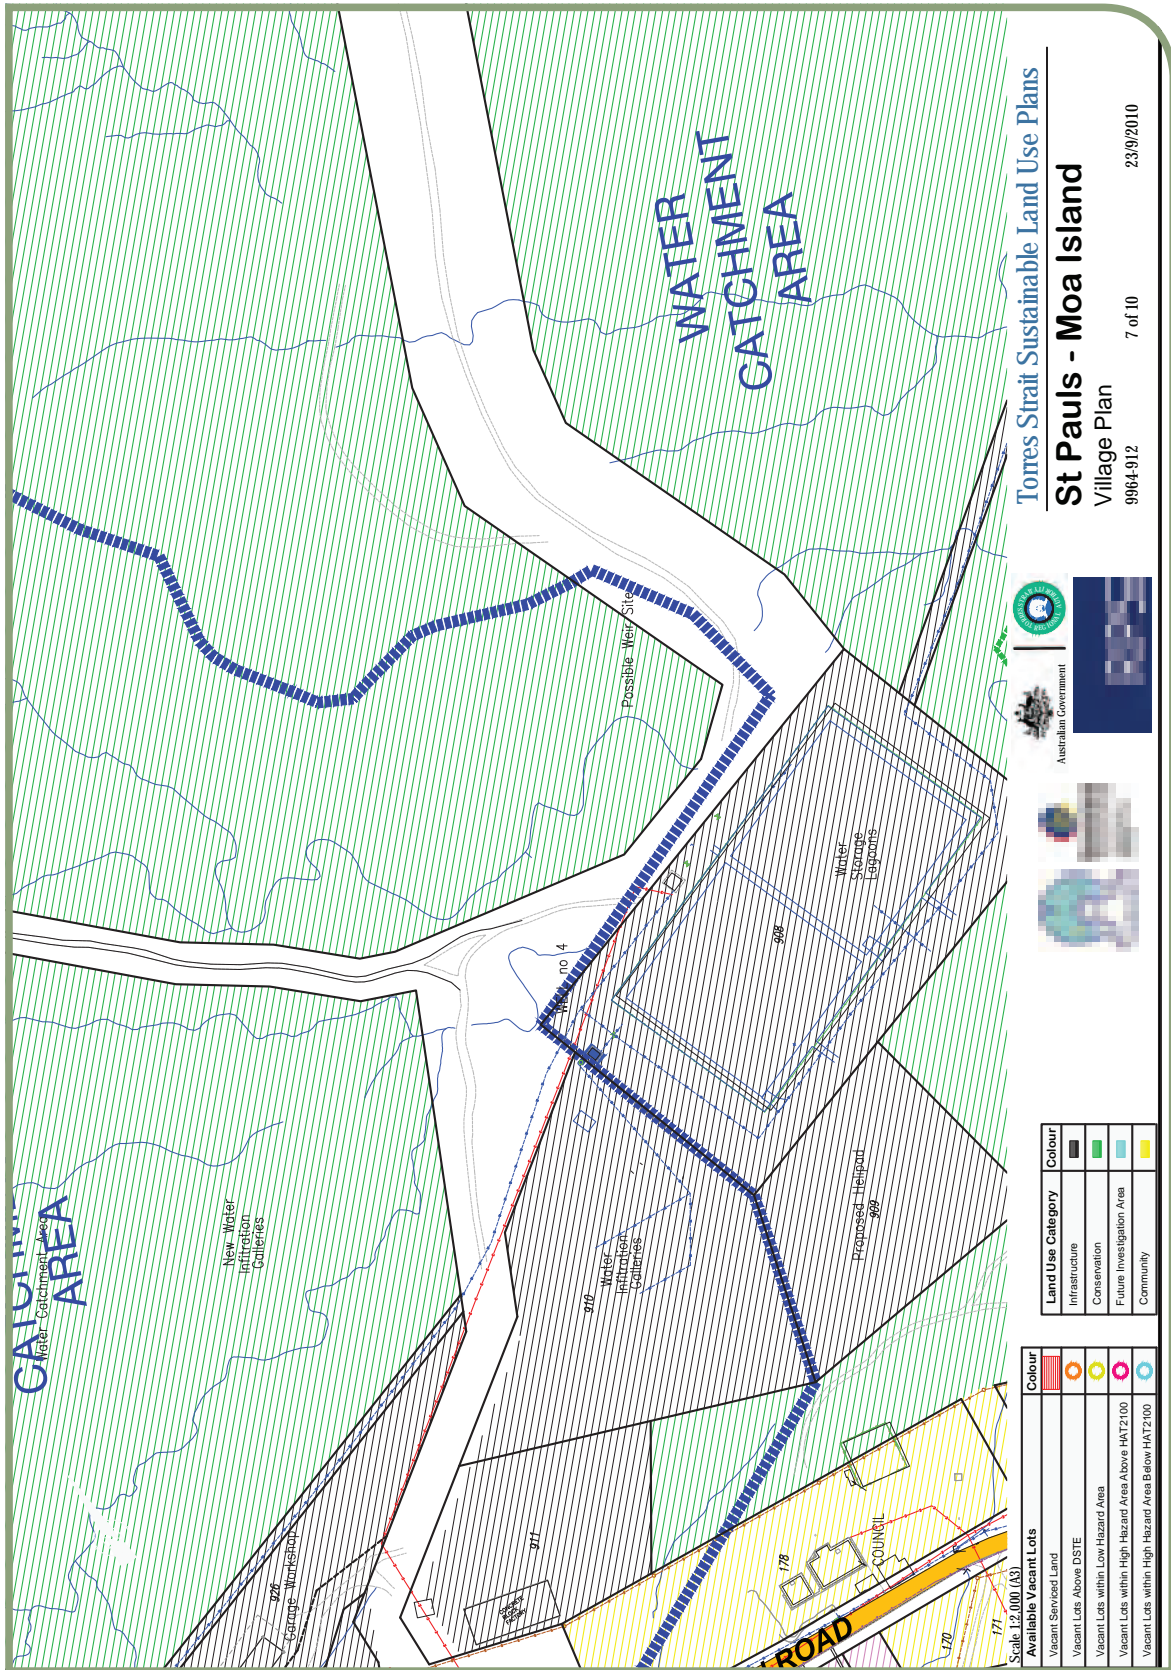 WATER
CATCHMENT
AREA
AREA
Water Catchment Area
New Water
Infitration
Galleries
Possible Weir Site
no 4
Water
Storage
Lagoons
908
Proposed Helipad
909
910
Water
Infitration
Galleries
911
CONCRETE
BLOCK
FACTORY
926
Garage Workshop
178
COUNCIL
ROAD
170
171
Torres Strait Sustainable Land Use Plans
St Pauls - Moa Island
Village Plan
9964-912 7 of 10 23/9/2010
Australian Government
Scale 1:2,000 (A3)
Available Vacant Lots Colour
Vacant Serviced Land
Vacant Lots Above DSTE
Vacant Lots within Low Hazard Area
Vacant Lots within High Hazard Area Above HAT2100
Vacant Lots within High Hazard Area Below HAT2100
Land Use Category Colour
Infrastructure
Conservation
Future Investigation Area
Community